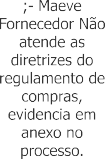 ;- Maeve
Fornecedor Não
atende as
diretrizes do
regulamento de
compras,
evidencia em
anexo no
processo.